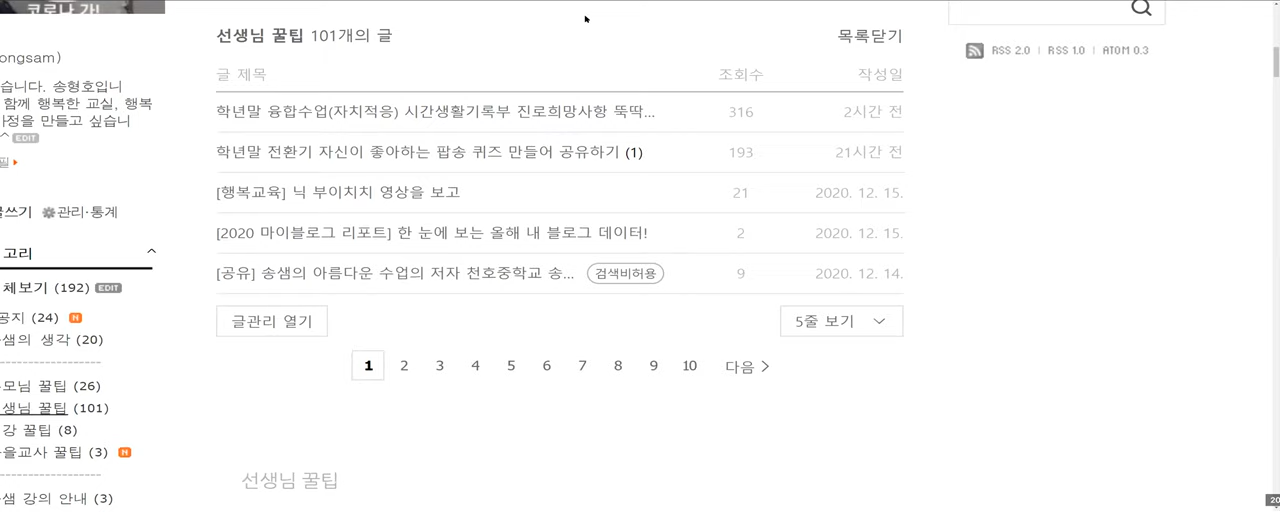 코로나 가!
ongsam)
습니다. 송형호입니
함께 행복한 교실, 행복
가정을 만들고 싶습니
^ EDIT
필
글쓰기 관리·통계
고리
체보기 (192) EDIT
공지 (24) N
샘의 생각 (20)
모님 꿀팁 (26)
생님 꿀팁 (101)
강 꿀팁 (8)
을교사 꿀팁 (3) N
샘 강의 안내 (3)
선생님 꿀팁 101개의 글 목록닫기
글 제목 조회수 작성일
학년말 융합수업(자치적응) 시간생활기록부 진로희망사항 뚝딱... 316 2시간 전
학년말 전환기 자신이 좋아하는 팝송 퀴즈 만들어 공유하기 (1) 193 21시간 전
[행복교육] 닉 부이치치 영상을 보고 21 2020. 12. 15.
[2020 마이블로그 리포트] 한 눈에 보는 올해 내 블로그 데이터! 2 2020. 12. 15.
[공유] 송샘의 아름다운 수업의 저자 천호중학교 송... 검색비허용 9 2020. 12. 14.
글관리 열기 5줄 보기
1 2 3 4 5 6 7 8 9 10 다음 >
선생님 꿀팁
RSS 2.0 | RSS 1.0 | ATOM 0.3
20